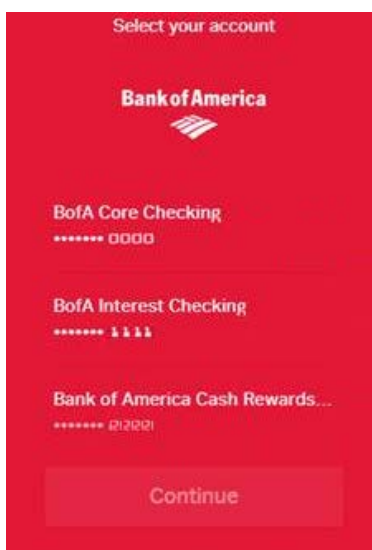 Select your account
Bank of America
BofA Core Checking
••••••• 0000
BofA Interest Checking
••••••• 1111
Bank of America Cash Rewards...
•••••••
Continue